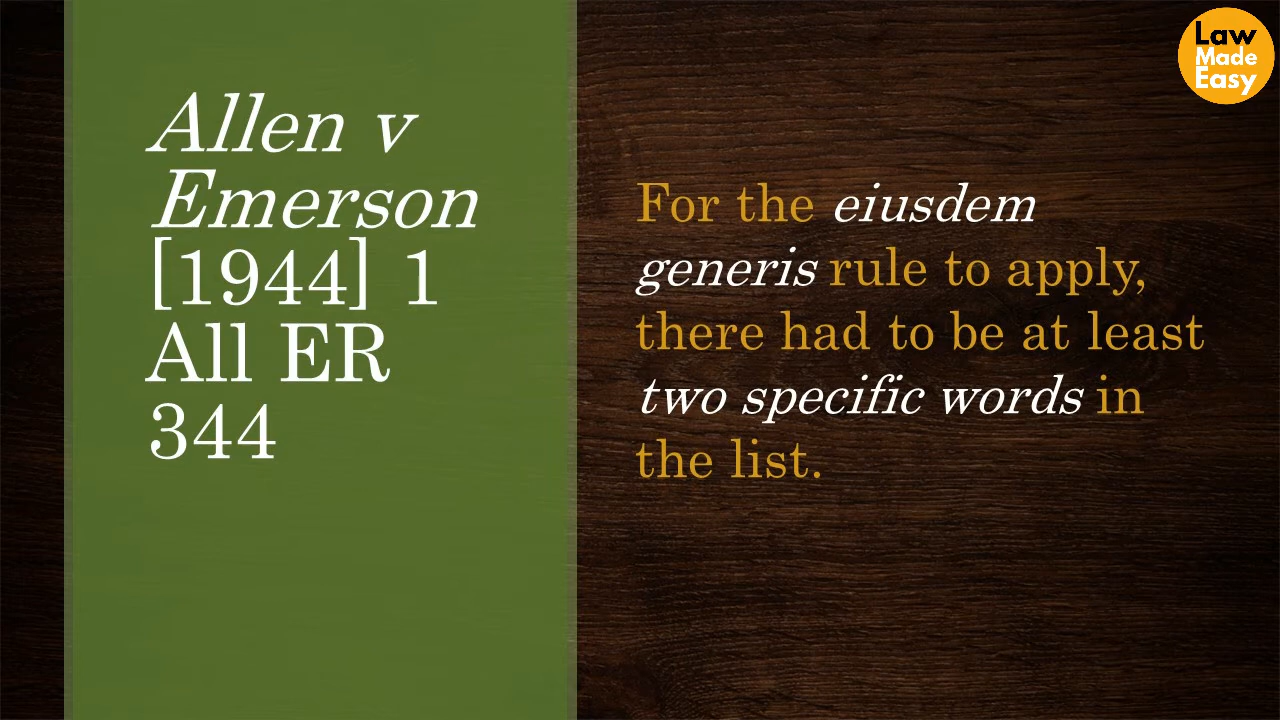 Allen v
Emerson
[1944] 1
All ER
344
For the eiusdem
generis rule to apply,
there had to be at least
two specific words in
the list.
Law
Made
Easy